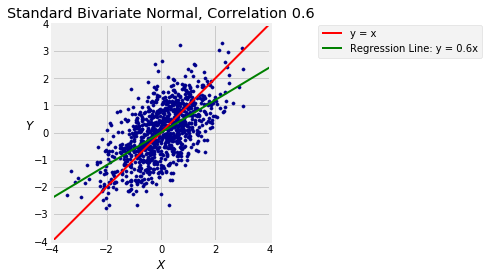 Standard Bivariate Normal, Correlation 0.6
y = x
Regression Line: y = 0.6x
4
3
2
1
0
−1
−2
−3
−4
Y
−4 −2 0 2 4
X